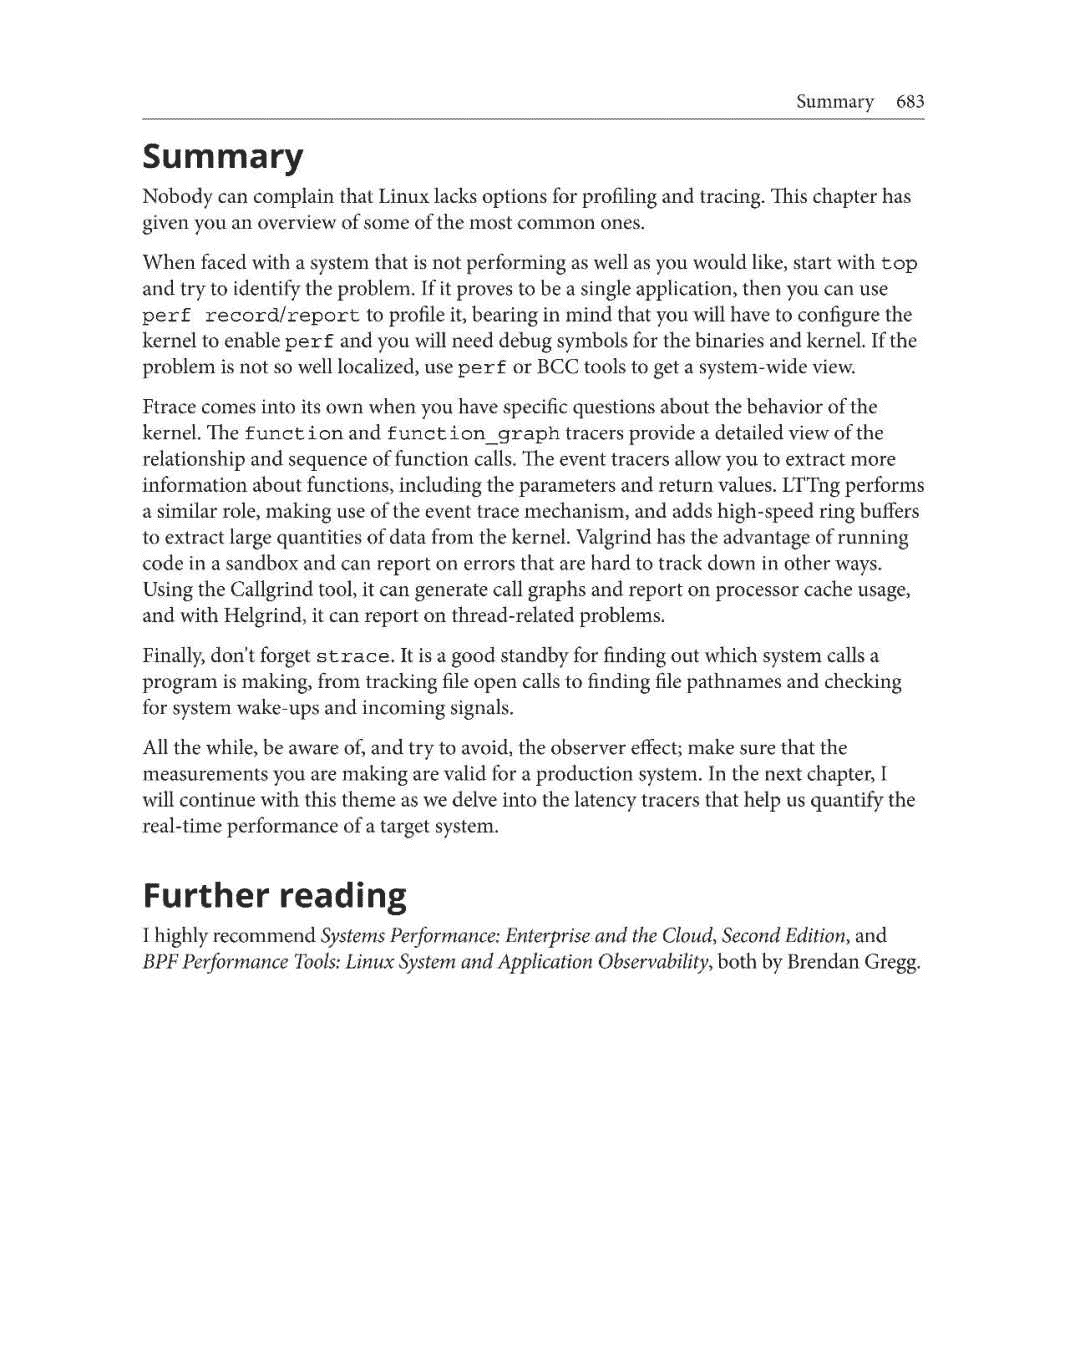 Summary 683
Summary
Nobody can complain that Linux lacks options for profiling and tracing. This chapter has
given you an overview of some of the most common ones.
When faced with a system that is not performing as well as you would like, start with top
and try to identify the problem. If it proves to be a single application, then you can use
perf record/report to profile it, bearing in mind that you will have to configure the
kernel to enable perf and you will need debug symbols for the binaries and kernel. If the
problem is not so well localized, use perf or BCC tools to get a system-wide view.
Ftrace comes into its own when you have specific questions about the behavior of the
kernel. The function and function_graph tracers provide a detailed view of the
relationship and sequence of function calls. The event tracers allow you to extract more
information about functions, including the parameters and return values. LTTng performs
a similar role, making use of the event trace mechanism, and adds high-speed ring buffers
to extract large quantities of data from the kernel. Valgrind has the advantage of running
code in a sandbox and can report on errors that are hard to track down in other ways.
Using the Callgrind tool, it can generate call graphs and report on processor cache usage,
and with Helgrind, it can report on thread-related problems.
Finally, don't forget strace. It is a good standby for finding out which system calls a
program is making, from tracking file open calls to finding file pathnames and checking
for system wake-ups and incoming signals.
All the while, be aware of, and try to avoid, the observer effect; make sure that the
measurements you are making are valid for a production system. In the next chapter, I
will continue with this theme as we delve into the latency tracers that help us quantify the
real-time performance of a target system.
Further reading
I highly recommend Systems Performance: Enterprise and the Cloud, Second Edition, and
BPF Performance Tools: Linux System and Application Observability, both by Brendan Gregg.